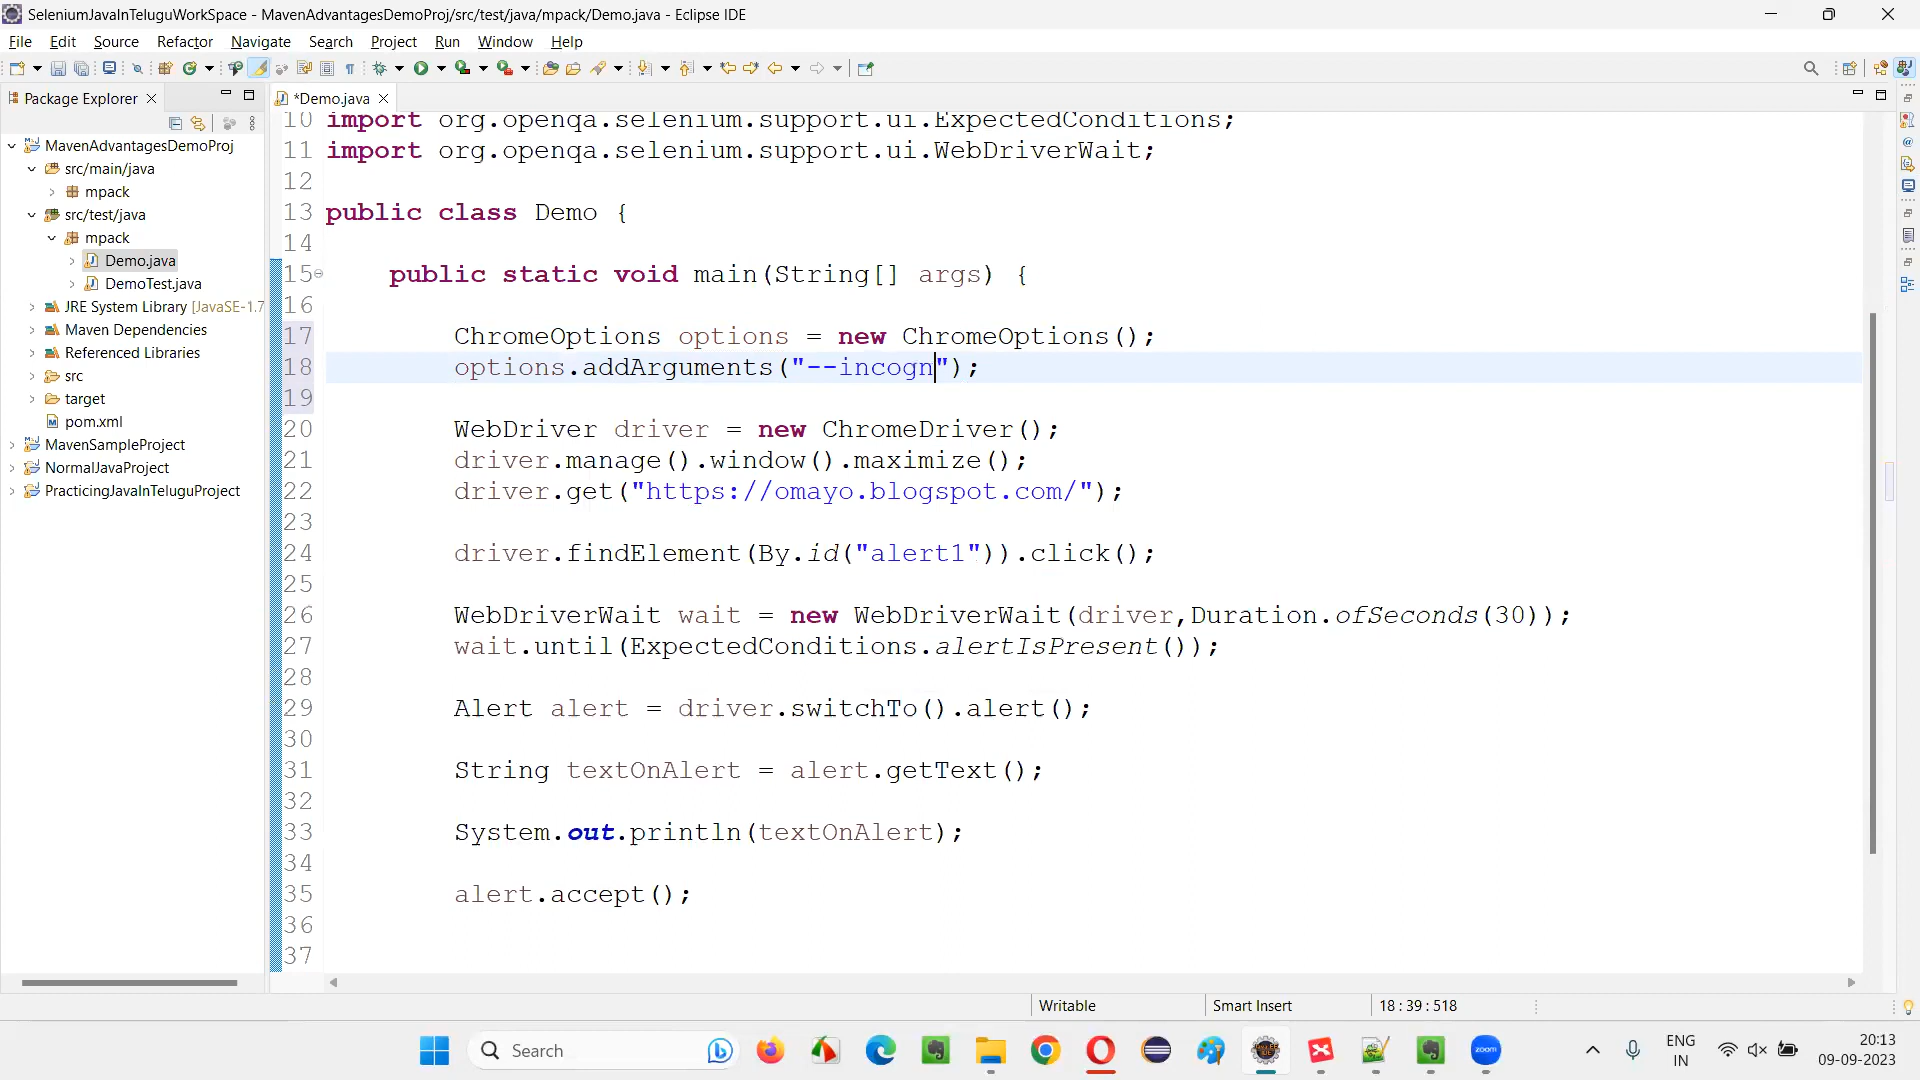 SeleniumJavaInTeluguWorkSpace - MavenAdvantagesDemoProj/src/test/java/mpack/Demo.java - Eclipse IDE
File Edit Source Refactor Navigate Search Project Run Window Help
Package Explorer
*Demo.java
MavenAdvantagesDemoProj
src/main/java
mpack
src/test/java
mpack
Demo.java
DemoTest.java
JRE System Library [JavaSE-1.7
Maven Dependencies
Referenced Libraries
src
target
pom.xml
MavenSampleProject
NormalJavaProject
PracticingJavaInTeluguProject
10 import org.openqa.selenium.support.ui.ExpectedConditions;
11 import org.openqa.selenium.support.ui.WebDriverWait;
12
13 public class Demo {
14
15 public static void main(String[] args) {
16
17 ChromeOptions options = new ChromeOptions();
18 options.addArguments("--incogn");
19
20 WebDriver driver = new ChromeDriver();
21 driver.manage().window().maximize();
22 driver.get("https://omayo.blogspot.com/");
23
24 driver.findElement(By.id("alert1")).click();
25
26 WebDriverWait wait = new WebDriverWait(driver,Duration.ofSeconds(30));
27 wait.until(ExpectedConditions.alertIsPresent());
28
29 Alert alert = driver.switchTo().alert();
30
31 String textOnAlert = alert.getText();
32
33 System.out.println(textOnAlert);
34
35 alert.accept();
36
37
Writable
Smart Insert
18 : 39 : 518
Search
zoom
ENG
IN
20:13
09-09-2023